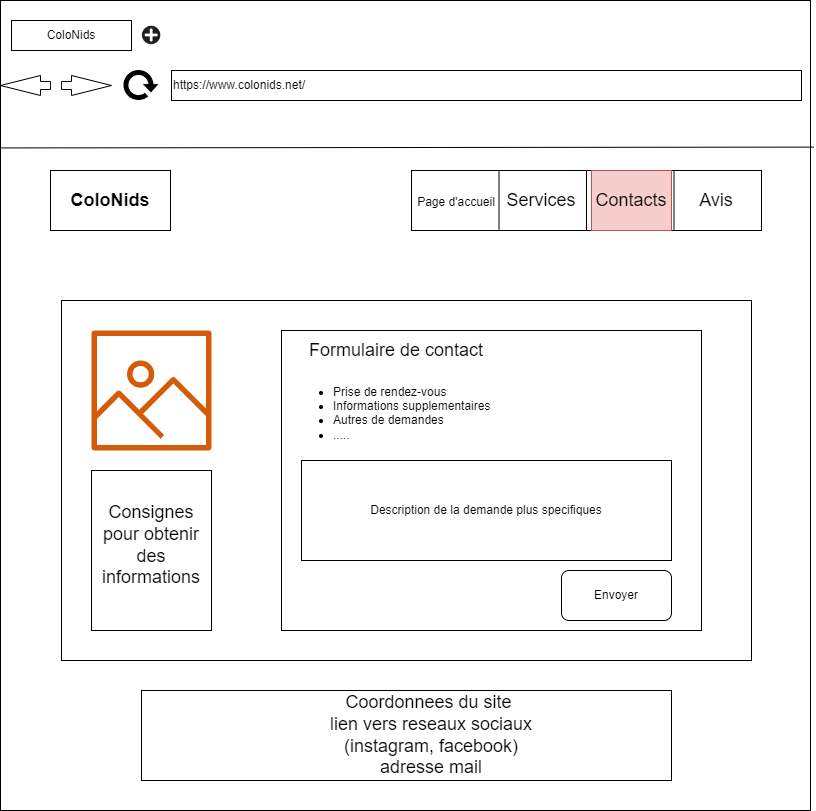 ColoNids
https://www.colonids.net/
ColoNids
Page d'accueil
Services
Contacts
Avis
Formulaire de contact
Prise de rendez-vous
Informations supplementaires
Autres de demandes
.....
Consignes
pour obtenir
des
informations
Description de la demande plus specifiques
Envoyer
Coordonnees du site
lien vers reseaux sociaux
(instagram, facebook)
adresse mail